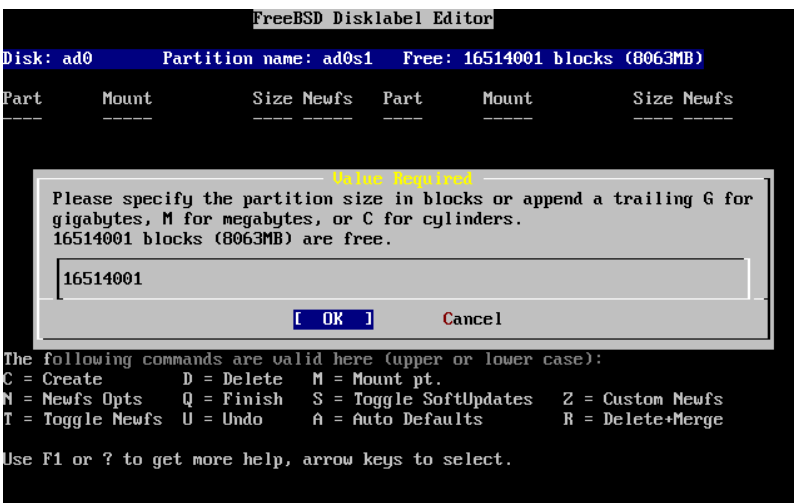 FreeBSD Disklabel Editor
Disk: ad0 Partition name: ad0s1 Free: 16514001 blocks (8063MB)
Part Mount Size Newfs Part Mount Size Newfs
---- ----- ---- ----- ---- ----- ---- -----
Value Required
Please specify the partition size in blocks or append a trailing G for
gigabytes, M for megabytes, or C for cylinders.
16514001 blocks (8063MB) are free.
16514001
[ OK ] Cancel
The following commands are valid here (upper or lower case):
C = Create D = Delete M = Mount pt.
N = Newfs Opts Q = Finish S = Toggle SoftUpdates Z = Custom Newfs
T = Toggle Newfs U = Undo A = Auto Defaults R = Delete+Merge
Use F1 or ? to get more help, arrow keys to select.